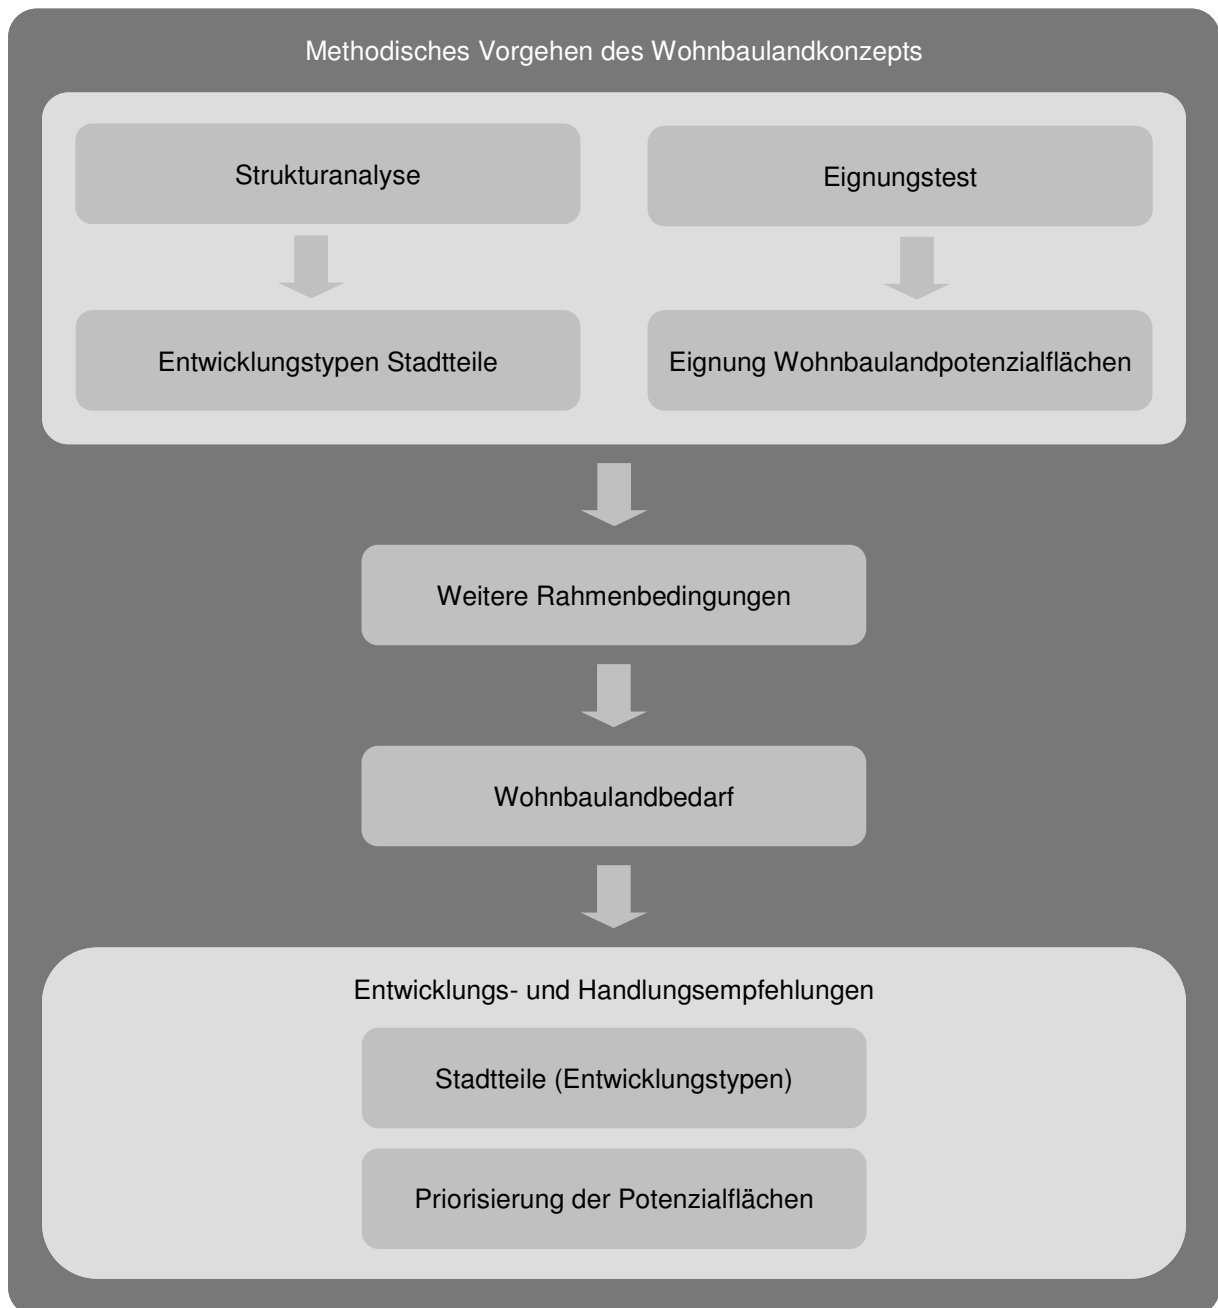 Methodisches Vorgehen des Wohnbaulandkonzepts
Strukturanalyse
Eignungstest
Entwicklungstypen Stadtteile
Eignung Wohnbaulandpotenzialflächen
Weitere Rahmenbedingungen
Wohnbaulandbedarf
Entwicklungs- und Handlungsempfehlungen
Stadtteile (Entwicklungstypen)
Priorisierung der Potenzialflächen